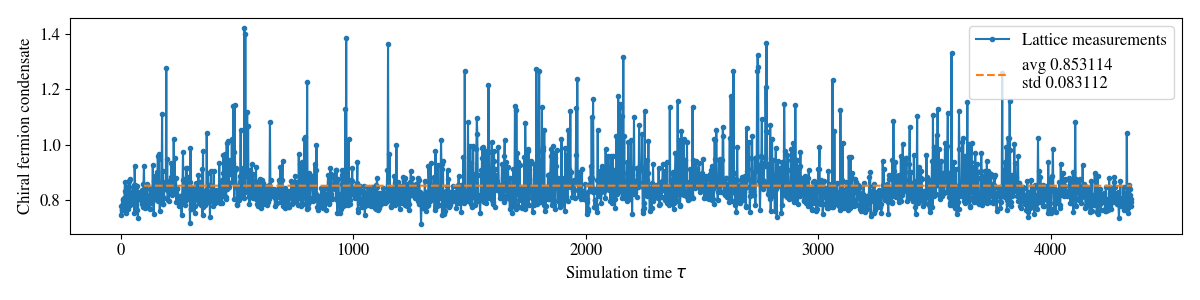 Chiral fermion condensate
1.4
1.2
1.0
0.8
0
1000
2000
3000
4000
Simulation time τ
Lattice measurements
avg 0.853114
std 0.083112